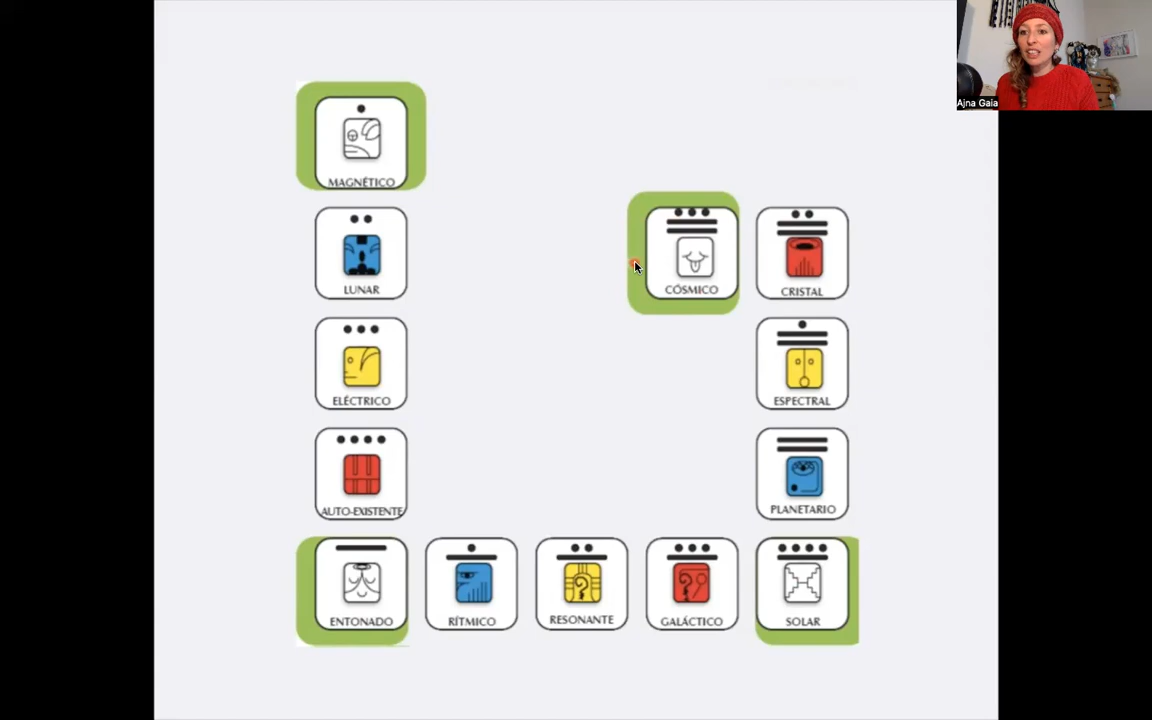 Ajna Gaia
MAGNÉTICO
LUNAR
CÓSMICO
CRISTAL
ELÉCTRICO
ESPECTRAL
AUTO-EXISTENTE
PLANETARIO
ENTONADO
RÍTMICO
RESONANTE
GALÁCTICO
SOLAR